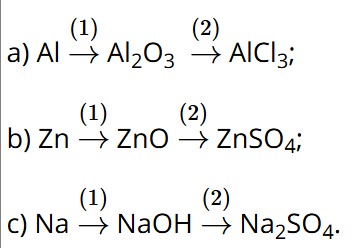 (1) (2)
a) Al → Al₂O₃ → AlCl₃;
(1) (2)
b) Zn → ZnO → ZnSO₄;
(1) (2)
c) Na → NaOH → Na₂SO₄.